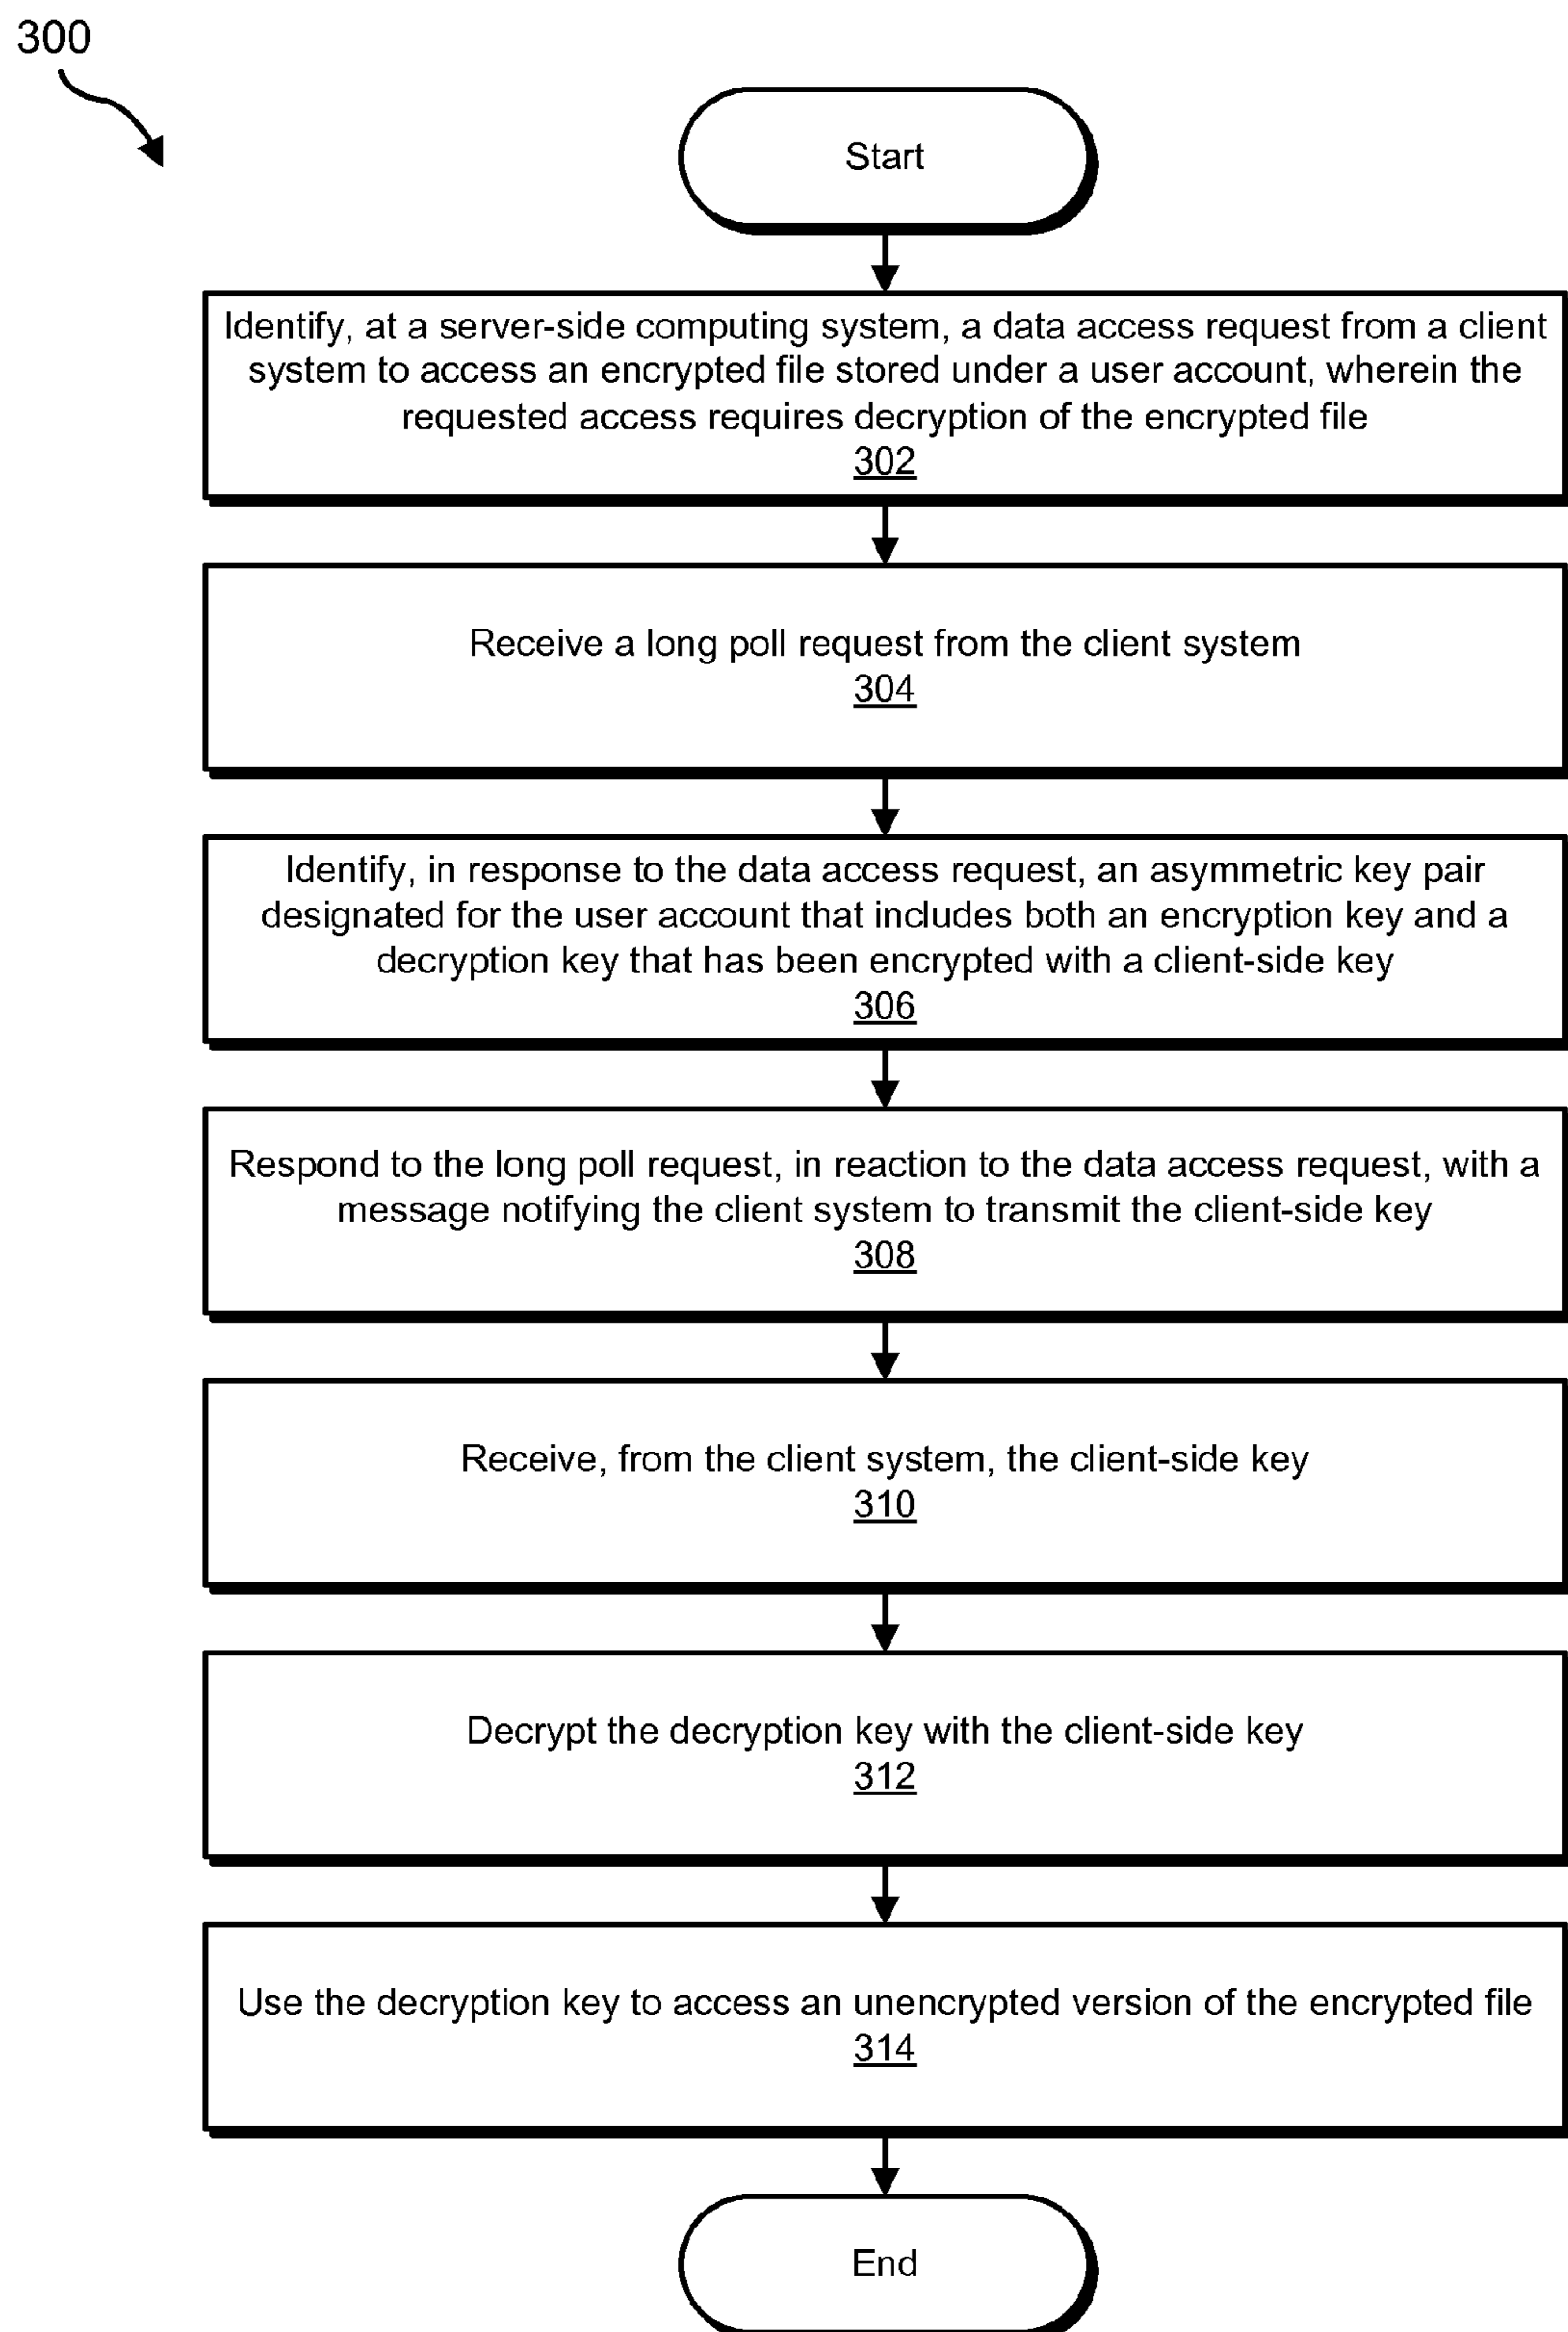 300
Start
Identify, at a server-side computing system, a data access request from a client
system to access an encrypted file stored under a user account, wherein the
requested access requires decryption of the encrypted file
302
Receive a long poll request from the client system
304
Identify, in response to the data access request, an asymmetric key pair
designated for the user account that includes both an encryption key and a
decryption key that has been encrypted with a client-side key
306
Respond to the long poll request, in reaction to the data access request, with a
message notifying the client system to transmit the client-side key
308
Receive, from the client system, the client-side key
310
Decrypt the decryption key with the client-side key
312
Use the decryption key to access an unencrypted version of the encrypted file
314
End